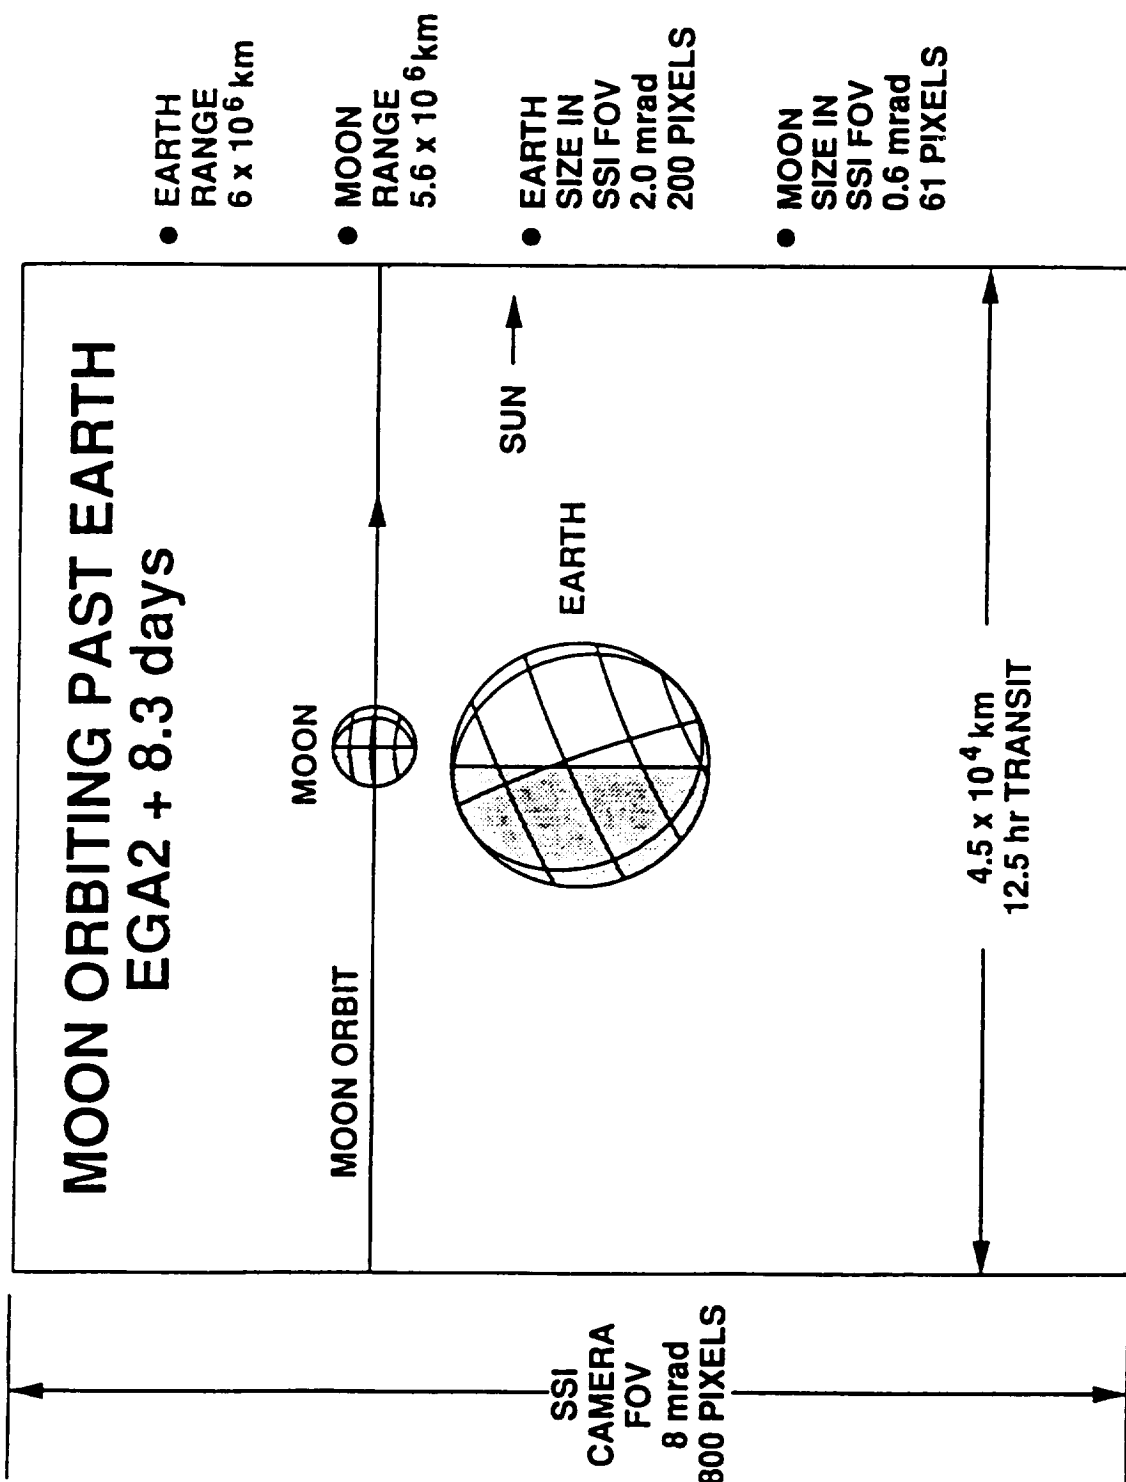 MOON ORBITING PAST EARTH
EGA2 + 8.3 days
MOON ORBIT
MOON
EARTH
SUN
4.5 x 10⁴ km
12.5 hr TRANSIT
SSI
CAMERA
FOV
8 mrad
800 PIXELS
● EARTH
RANGE
6 x 10⁶ km
● MOON
RANGE
5.6 x 10⁶ km
● EARTH
SIZE IN
SSI FOV
2.0 mrad
200 PIXELS
● MOON
SIZE IN
SSI FOV
0.6 mrad
61 PIXELS